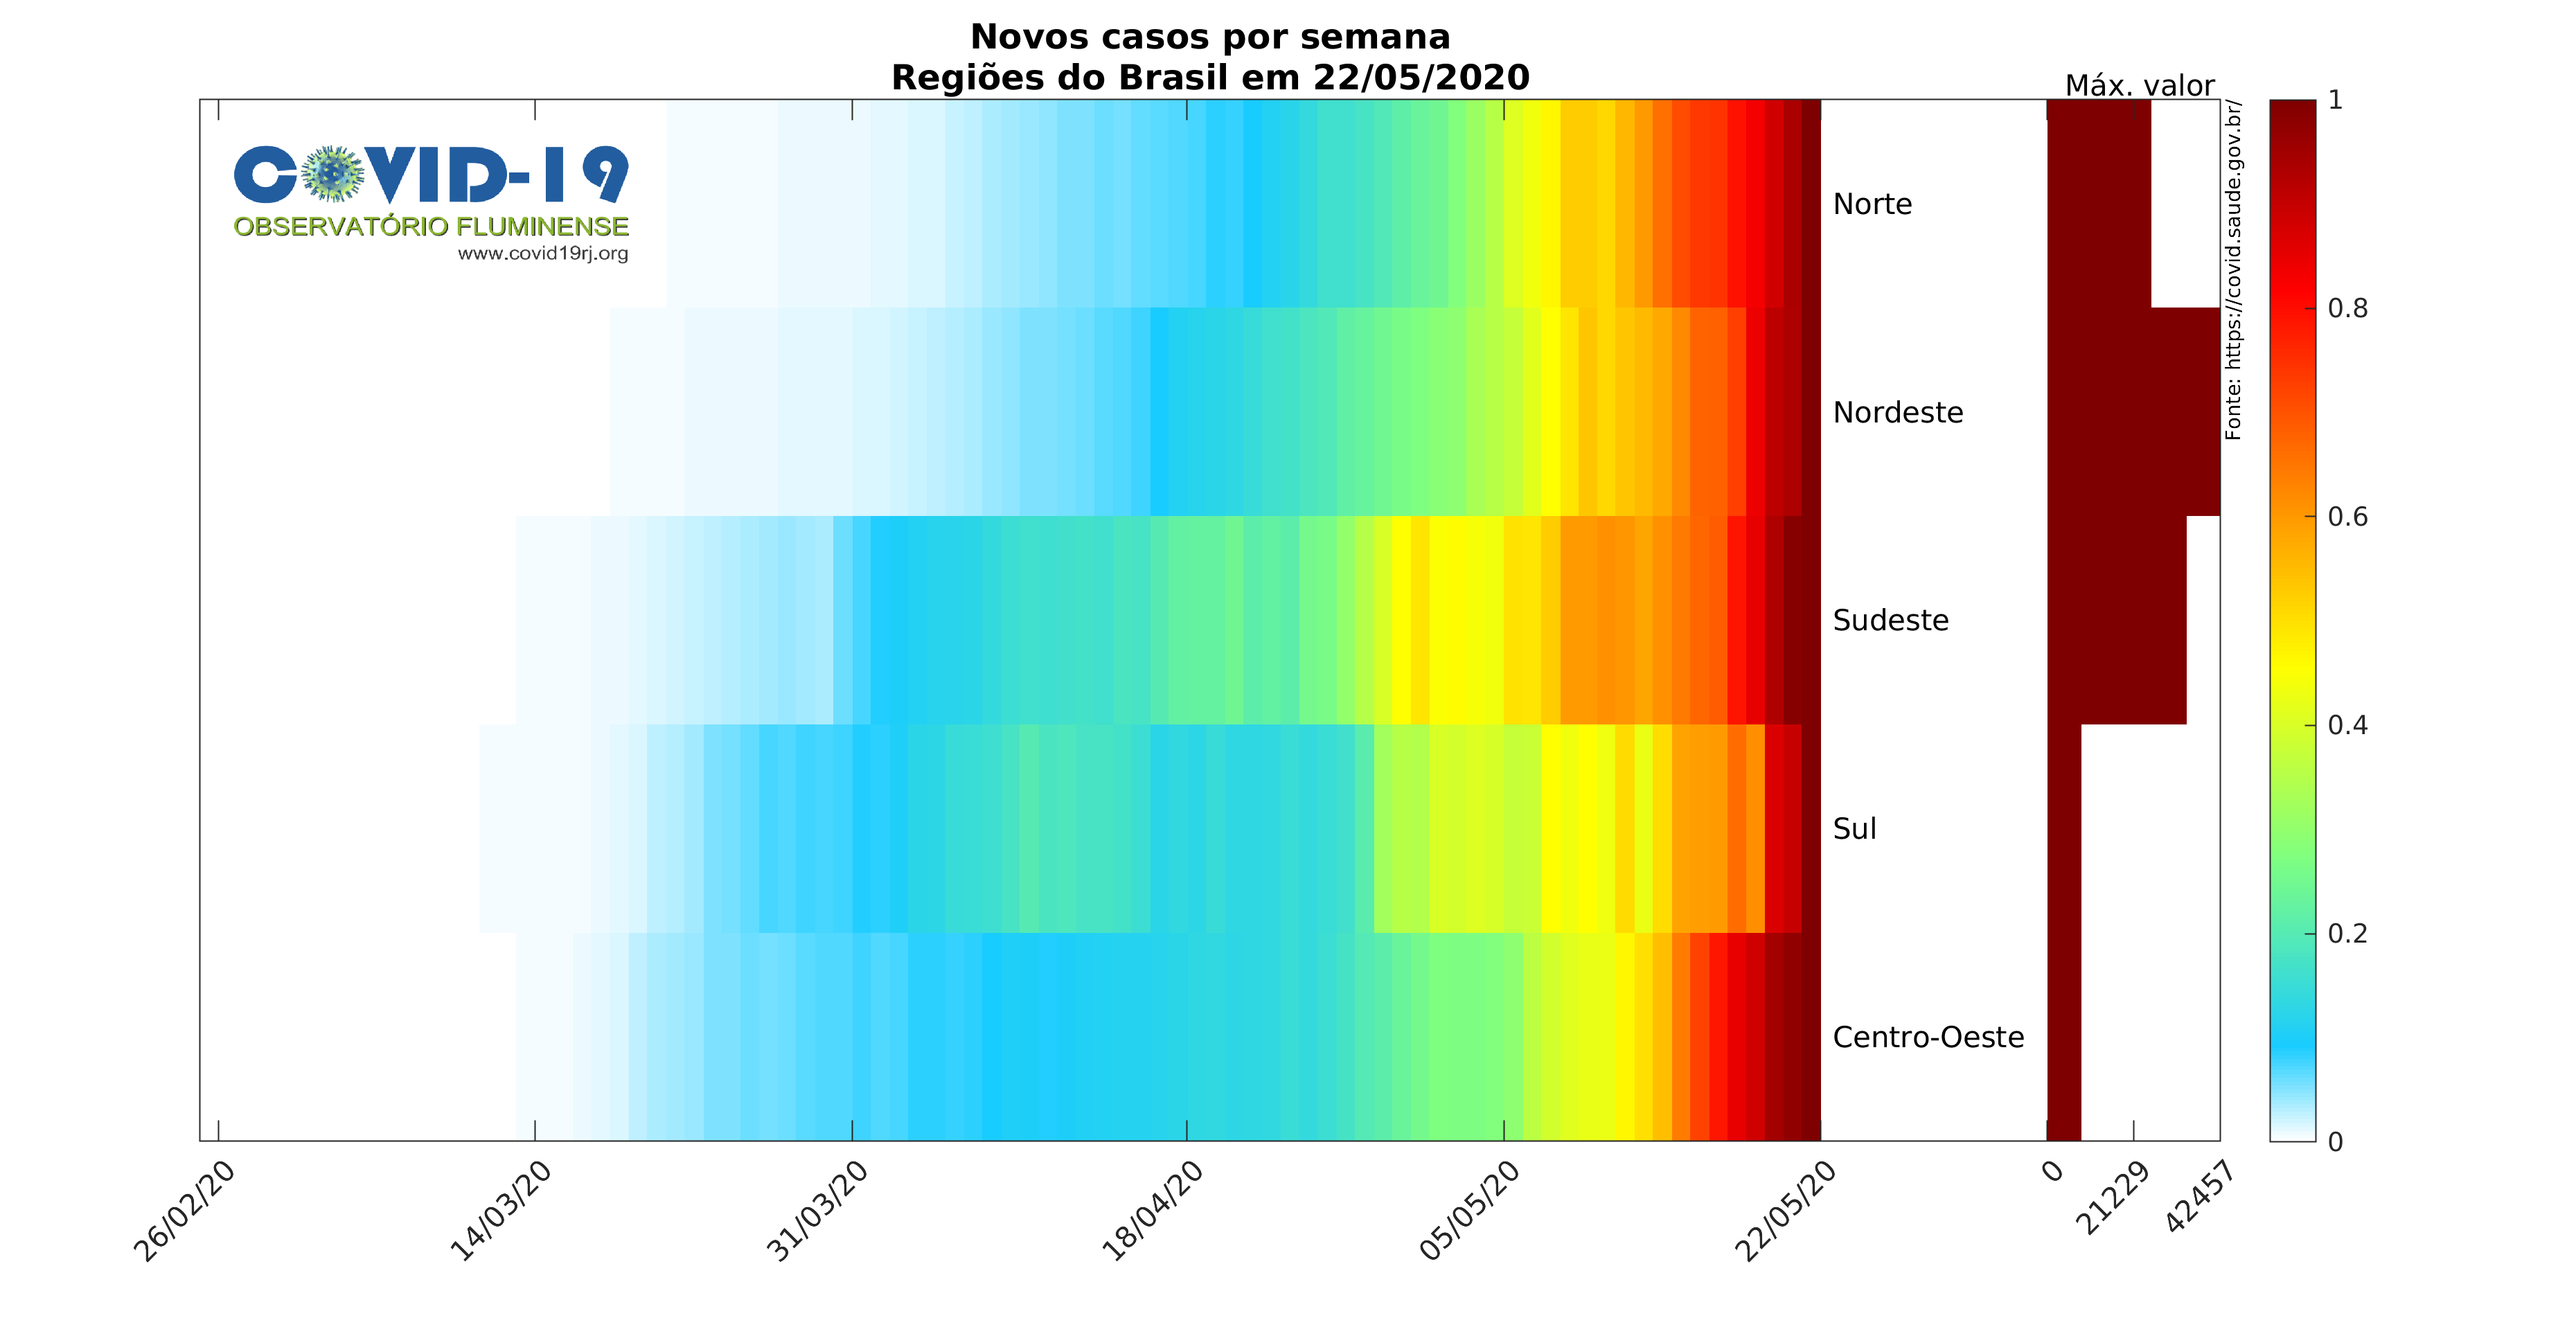 Novos casos por semana
Regiões do Brasil em 22/05/2020
Máx. valor
COVID-19
OBSERVATÓRIO FLUMINENSE
www.covid19rj.org
Norte
Nordeste
Sudeste
Sul
Centro-Oeste
Fonte: https://covid.saude.gov.br/
1
0.8
0.6
0.4
0.2
0
26/02/20
14/03/20
31/03/20
18/04/20
05/05/20
22/05/20
0
21229
42457